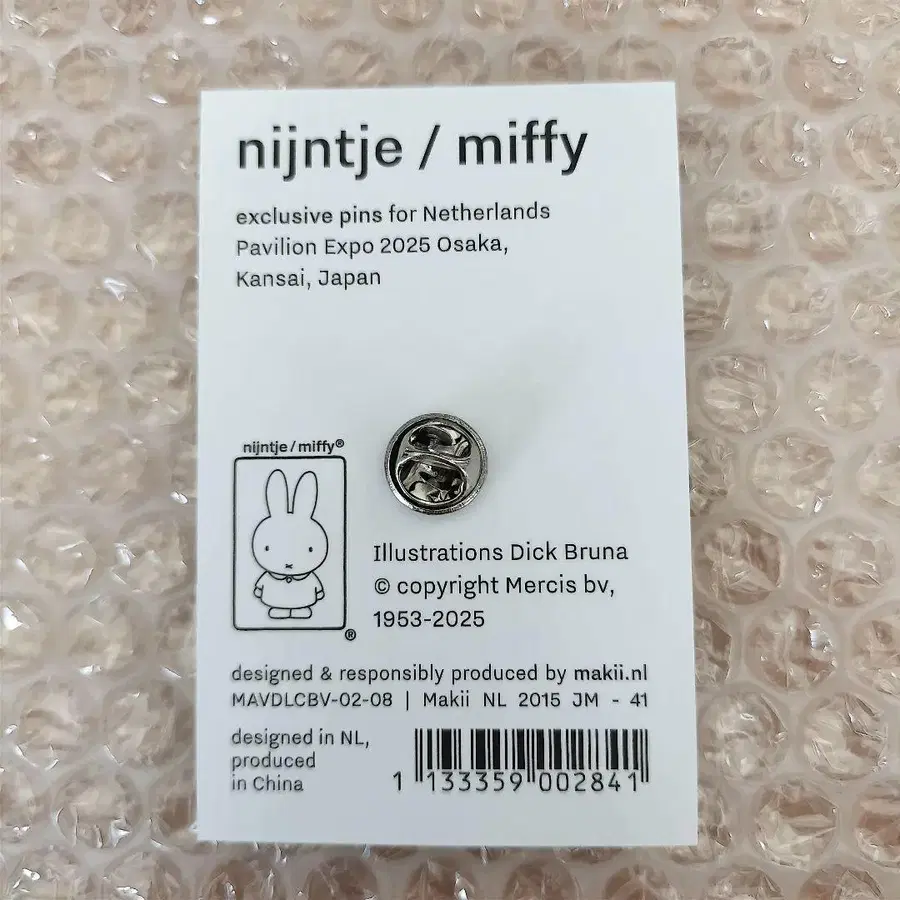 nijntje / miffy
exclusive pins for Netherlands
Pavilion Expo 2025 Osaka,
Kansai, Japan
nijntje / miffy®
®
Illustrations Dick Bruna
© copyright Mercis bv,
1953-2025
designed & responsibly produced by makii.nl
MAVDLCBV-02-08 | Makii NL 2015 JM - 41
designed in NL,
produced
in China
1 133359 002841